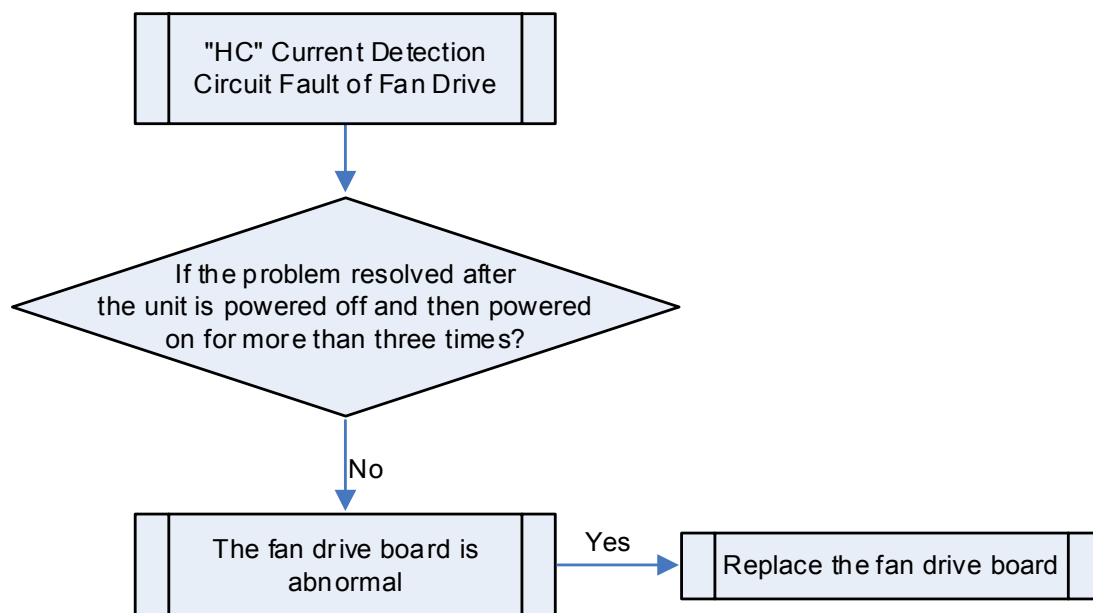 "HC" Current Detection
Circuit Fault of Fan Drive
If the problem resolved after
the unit is powered off and then powered
on for more than three times?
No
The fan drive board is
abnormal
Yes
Replace the fan drive board